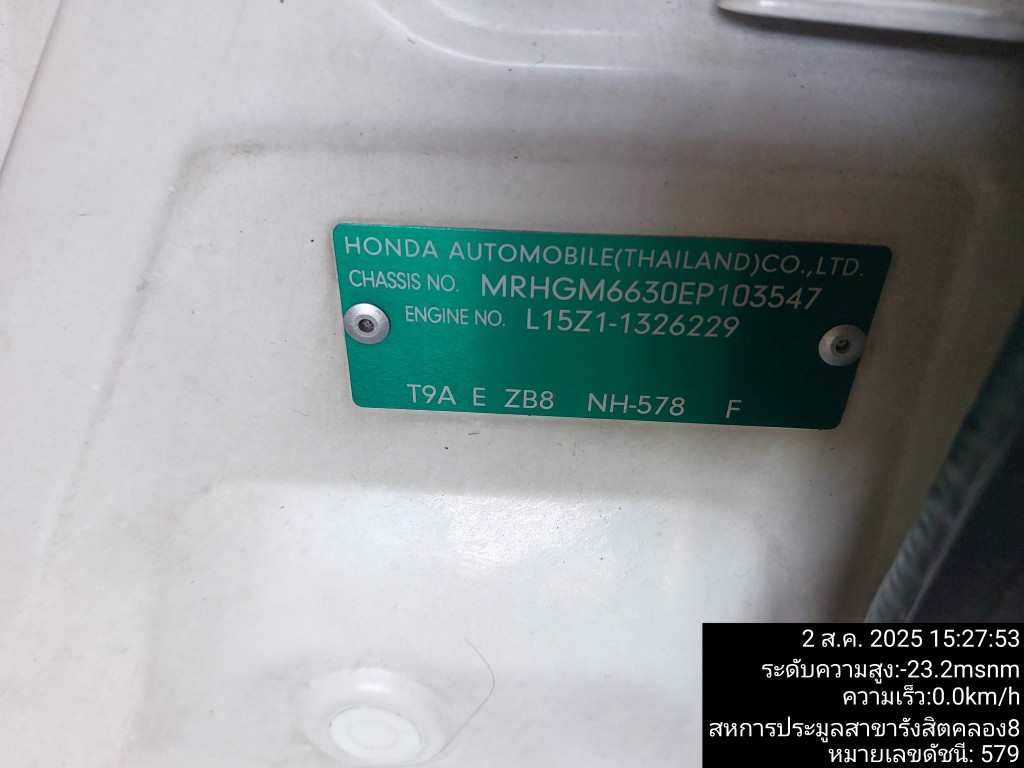 HONDA AUTOMOBILE(THAILAND)CO.,LTD.
CHASSIS NO. MRHGM6630EP103547
ENGINE NO. L15Z1-1326229
T9A E ZB8 NH-578 F
2 ส.ค. 2025 15:27:53
ระดับความสูง:-23.2msnm
ความเร็ว:0.0km/h
สหการประมูลสาขารังสิตคลอง8
หมายเลขดัชนี: 579